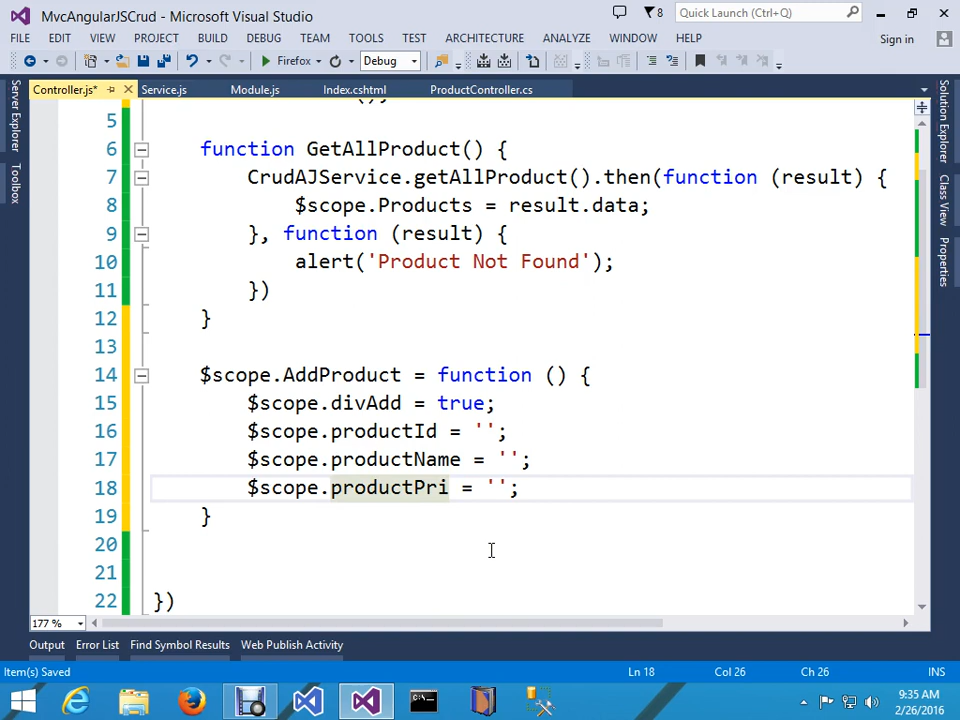 MvcAngularJSCrud - Microsoft Visual Studio
8
Quick Launch (Ctrl+Q)
FILE EDIT VIEW PROJECT BUILD DEBUG TEAM TOOLS TEST ARCHITECTURE ANALYZE WINDOW HELP
Sign in
Firefox Debug
Controller.js* Service.js Module.js Index.cshtml ProductController.cs
Server Explorer
Toolbox
Solution Explorer
Class View
Properties
();
5
6 function GetAllProduct() {
7 CrudAJService.getAllProduct().then(function (result) {
8 $scope.Products = result.data;
9 }, function (result) {
10 alert('Product Not Found');
11 })
12 }
13
14 $scope.AddProduct = function () {
15 $scope.divAdd = true;
16 $scope.productId = '';
17 $scope.productName = '';
18 $scope.productPri = '';
19 }
20
21
22 })
177 %
Output Error List Find Symbol Results Web Publish Activity
Item(s) Saved Ln 18 Col 26 Ch 26 INS
9:35 AM
2/26/2016